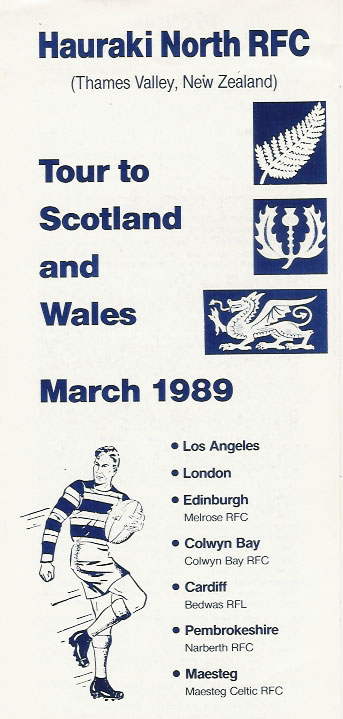 Hauraki North RFC
(Thames Valley, New Zealand)
Tour to
Scotland
and
Wales
March 1989
• Los Angeles
• London
• Edinburgh
Melrose RFC
• Colwyn Bay
Colwyn Bay RFC
• Cardiff
Bedwas RFL
• Pembrokeshire
Narberth RFC
• Maesteg
Maesteg Celtic RFC